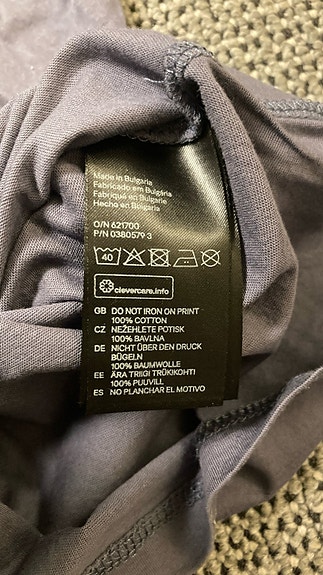 Made in Bulgaria
Fabricado em Bulgária
Fabriqué en Bulgarie
Hecho en Bulgaria
O/N 621700
P/N 0380579 3
40
clevercare.info
GB DO NOT IRON ON PRINT
100% COTTON
CZ NEŽEHLETE POTISK
100% BAVLNA
DE NICHT ÜBER DEN DRUCK
BÜGELN
100% BAUMWOLLE
EE ÄRA TRIIGI TRÜKIKOHTI
100% PUUVILL
ES NO PLANCHAR EL MOTIVO